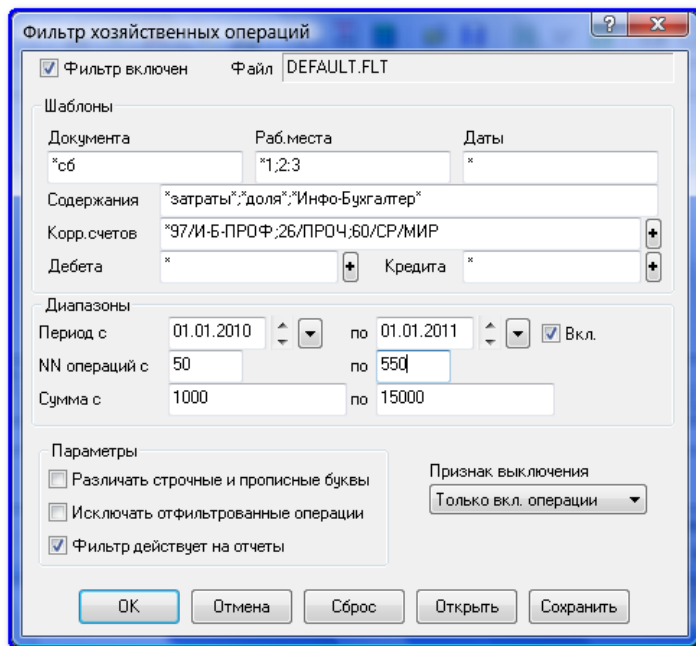 Фильтр хозяйственных операций
Фильтр включен Файл DEFAULT.FLT
Шаблоны
Документа Раб.места Даты
*сб *1;2:3 *
Содержания *затраты*;*доля*;*Инфо-Бухгалтер*
Корр.счетов *97/И-Б-ПРОФ;26/ПРОЧ;60/СР/МИР +
Дебета * + Кредита * +
Диапазоны
Период с 01.01.2010 по 01.01.2011 Вкл.
NN операций с 50 по 550
Сумма с 1000 по 15000
Параметры
Различать строчные и прописные буквы
Признак выключения
Исключать отфильтрованные операции
Только вкл. операции
Фильтр действует на отчеты
OK Отмена Сброс Открыть Сохранить